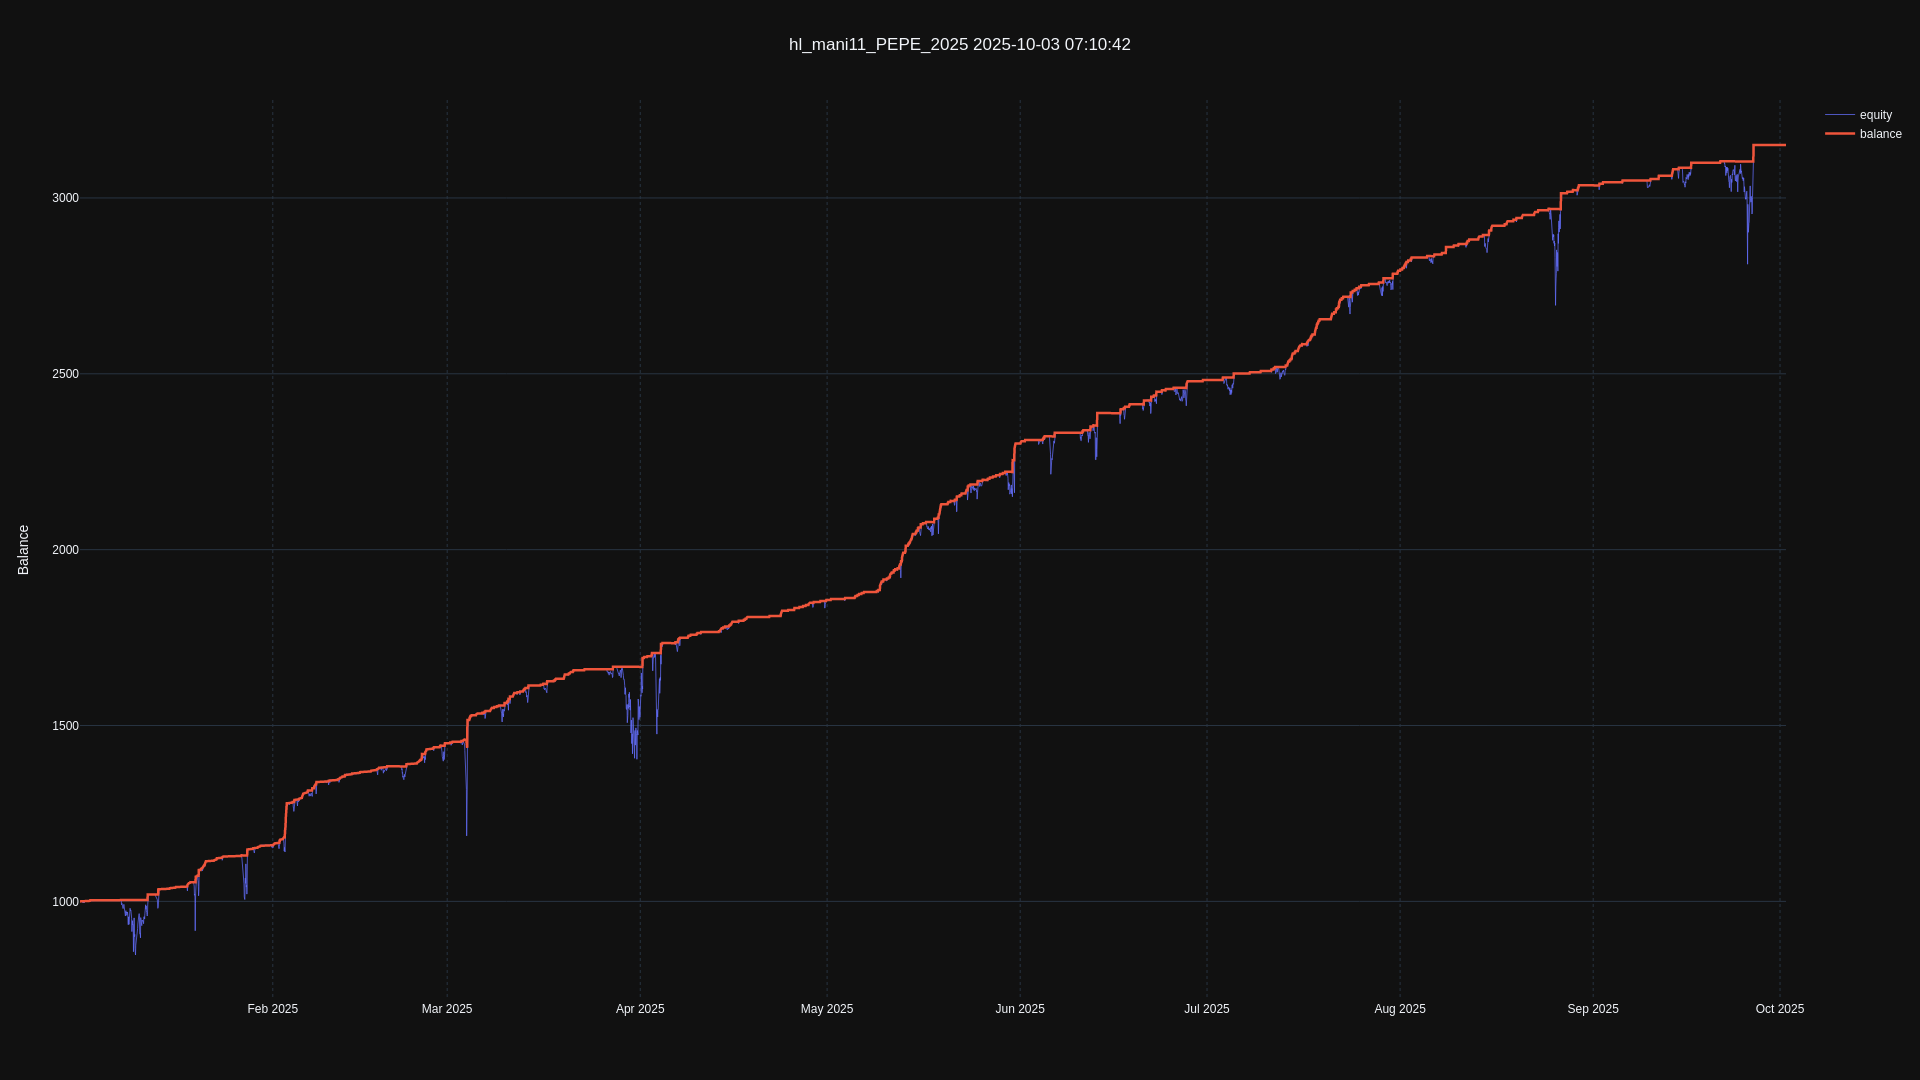 hl_mani11_PEPE_2025 2025-10-03 07:10:42
equity
balance
3000
2500
2000
1500
1000
Balance
Feb 2025
Mar 2025
Apr 2025
May 2025
Jun 2025
Jul 2025
Aug 2025
Sep 2025
Oct 2025